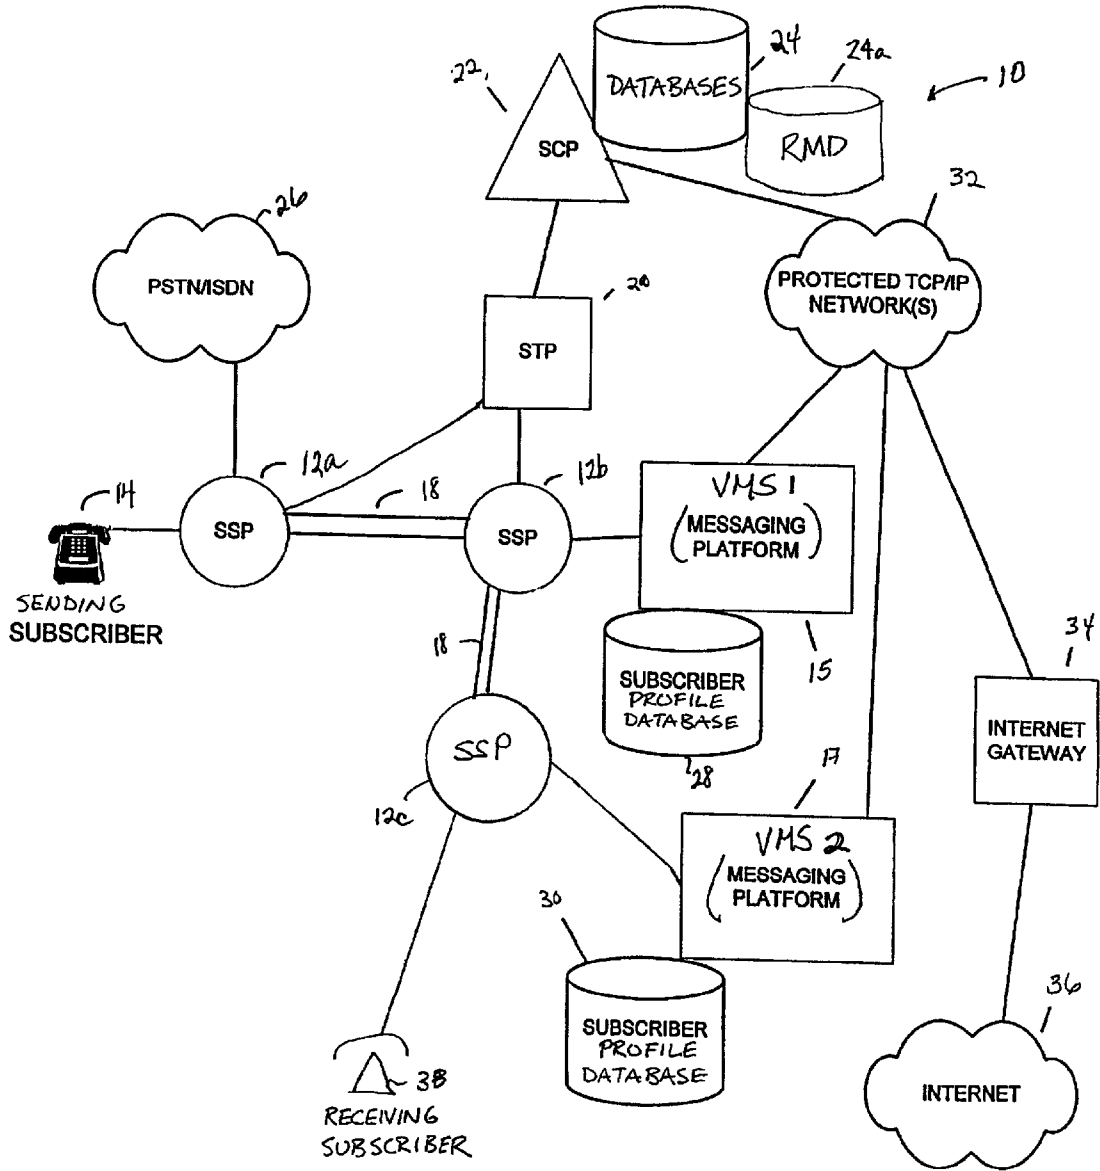 24
24a
10
22
DATABASES
RMD
SCP
32
26
PSTN/ISDN
PROTECTED TCP/IP
NETWORK(S)
20
STP
12a
12b
14
18
SSP
SSP
VMS 1
(MESSAGING
PLATFORM)
SENDING
SUBSCRIBER
18
34
15
SUBSCRIBER
PROFILE
DATABASE
28
INTERNET
GATEWAY
SSP
12c
17
VMS 2
(MESSAGING
PLATFORM)
30
36
SUBSCRIBER
PROFILE
DATABASE
38
INTERNET
RECEIVING
SUBSCRIBER